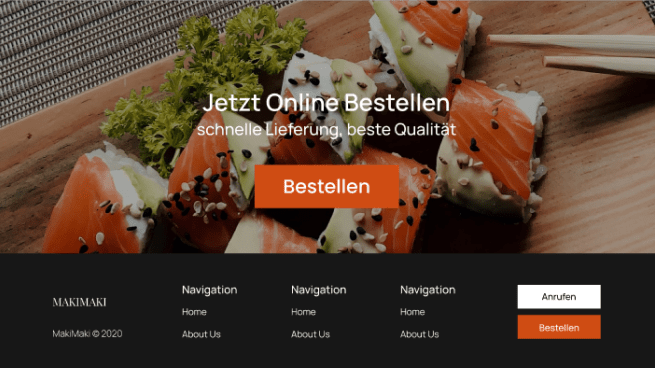 Jetzt Online Bestellen
schnelle Lieferung, beste Qualität
Bestellen
MAKIMAKI
MakiMaki © 2020
Navigation
Home
About Us
Navigation
Home
About Us
Navigation
Home
About Us
Anrufen
Bestellen